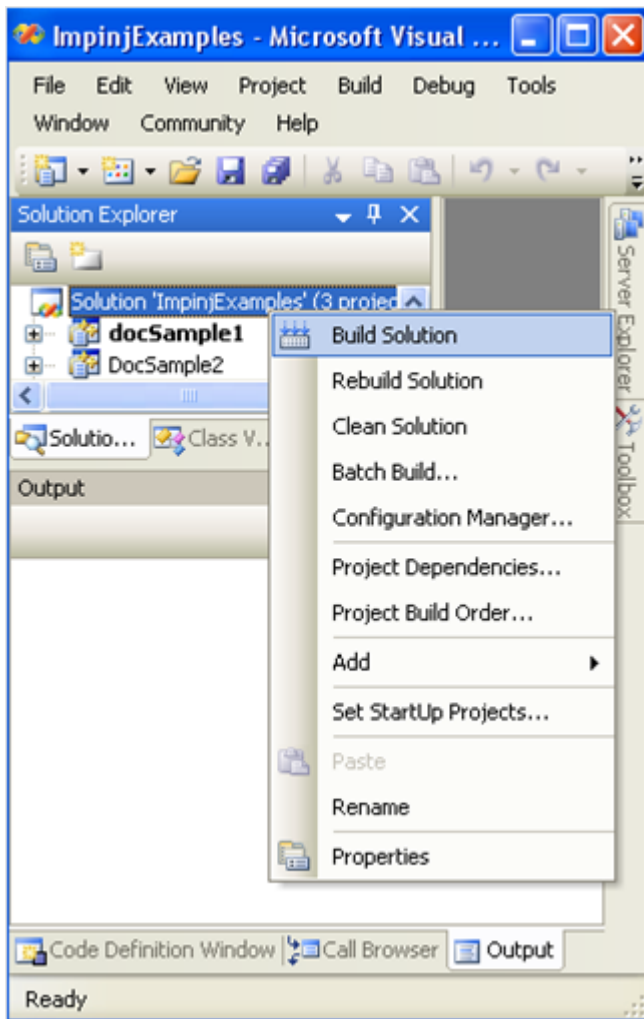 ImpinjExamples - Microsoft Visual ...
File Edit View Project Build Debug Tools
Window Community Help
Solution Explorer
Solution 'ImpinjExamples' (3 projec
docSample1
DocSample2
Solutio... Class V...
Output
Build Solution
Rebuild Solution
Clean Solution
Batch Build...
Configuration Manager...
Project Dependencies...
Project Build Order...
Add
Set StartUp Projects...
Paste
Rename
Properties
Server Explorer
Toolbox
Code Definition Window Call Browser Output
Ready